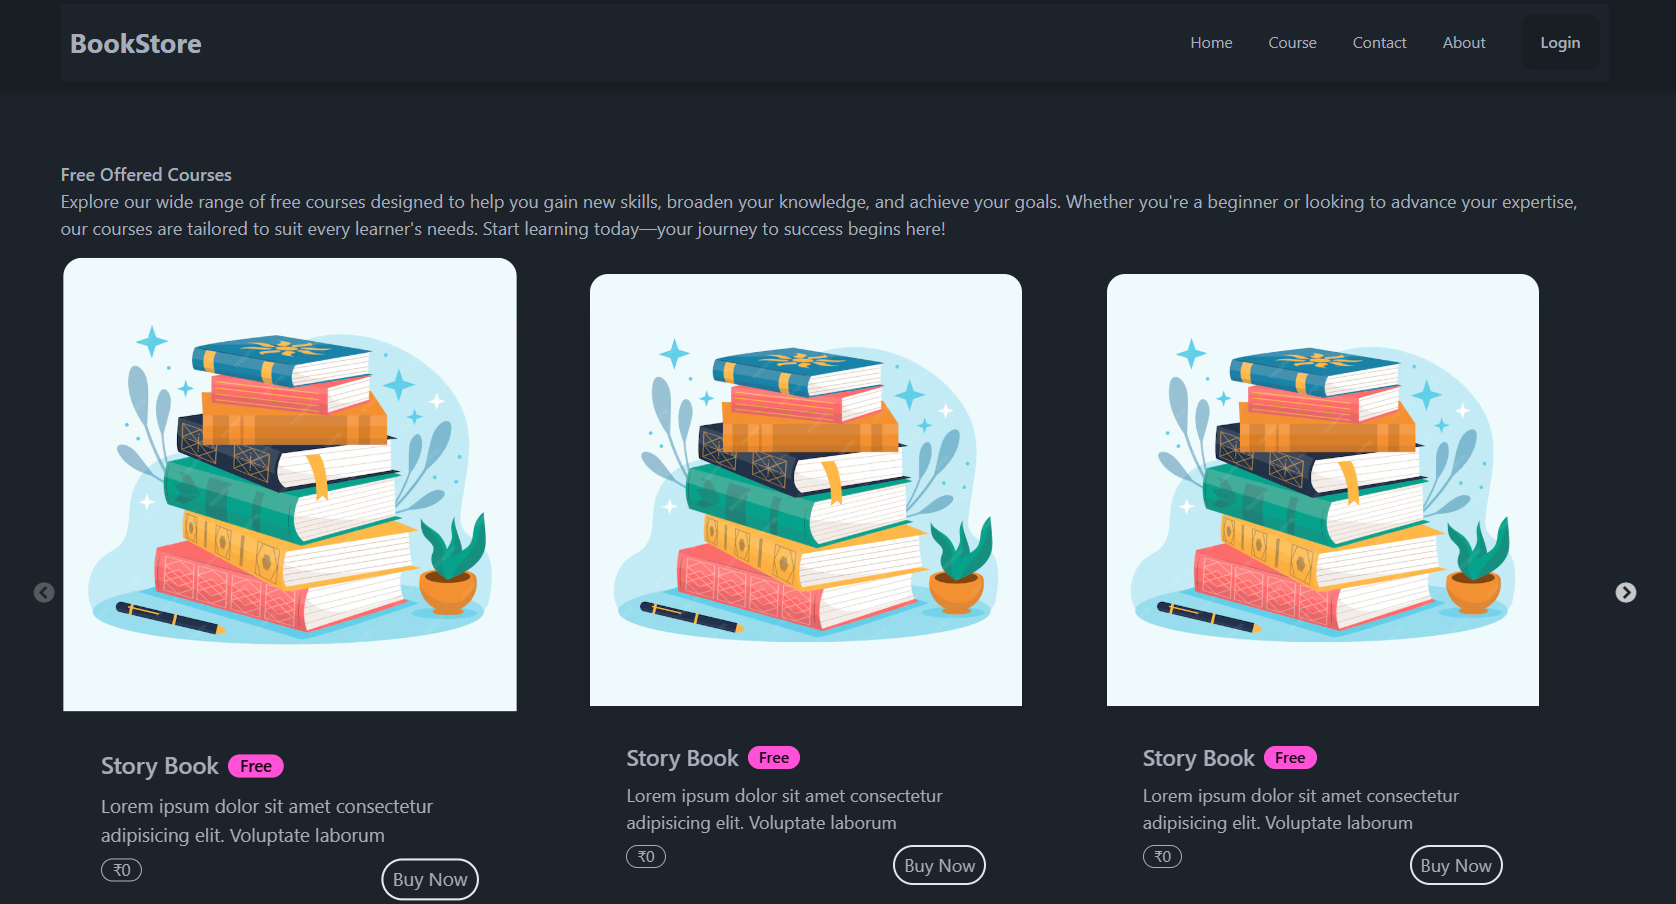 BookStore
Home Course Contact About Login
Free Offered Courses
Explore our wide range of free courses designed to help you gain new skills, broaden your knowledge, and achieve your goals. Whether you're a beginner or looking to advance your expertise,
our courses are tailored to suit every learner's needs. Start learning today—your journey to success begins here!
Story Book Free
Lorem ipsum dolor sit amet consectetur
adipisicing elit. Voluptate laborum
₹0 Buy Now
Story Book Free
Lorem ipsum dolor sit amet consectetur
adipisicing elit. Voluptate laborum
₹0 Buy Now
Story Book Free
Lorem ipsum dolor sit amet consectetur
adipisicing elit. Voluptate laborum
₹0 Buy Now